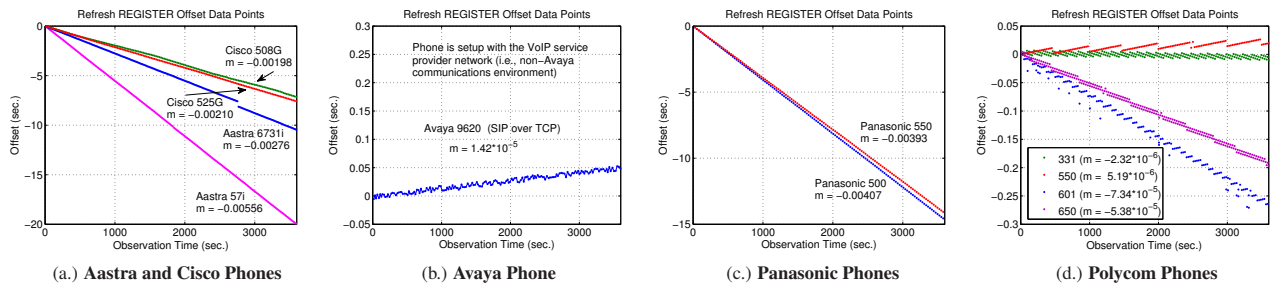 Refresh REGISTER Offset Data Points
0
−5
−10
−15
−20
0
1000
2000
3000
Offset (sec.)
Observation Time (sec.)
Cisco 508G
m = −0.00198
Cisco 525G
m = −0.00210
Aastra 6731i
m = −0.00276
Aastra 57i
m = −0.00556
(a.) Aastra and Cisco Phones
Refresh REGISTER Offset Data Points
0.3
0.25
0.2
0.15
0.1
0.05
0
−0.05
0
1000
2000
3000
Offset (sec.)
Observation Time (sec.)
Phone is setup with the VoIP service
provider network (i.e., non−Avaya
communications environment)
Avaya 9620 (SIP over TCP)
m = 1.42*10⁻⁵
(b.) Avaya Phone
Refresh REGISTER Offset Data Points
0
−5
−10
−15
0
1000
2000
3000
Offset (sec.)
Observation Time (sec.)
Panasonic 550
m = −0.00393
Panasonic 500
m = −0.00407
(c.) Panasonic Phones
Refresh REGISTER Offset Data Points
0.05
0
−0.05
−0.1
−0.15
−0.2
−0.25
−0.3
0
1000
2000
3000
Offset (sec.)
Observation Time (sec.)
331 (m = −2.32*10⁻⁶)
550 (m = 5.19*10⁻⁶)
601 (m = −7.34*10⁻⁵)
650 (m = −5.38*10⁻⁵)
(d.) Polycom Phones